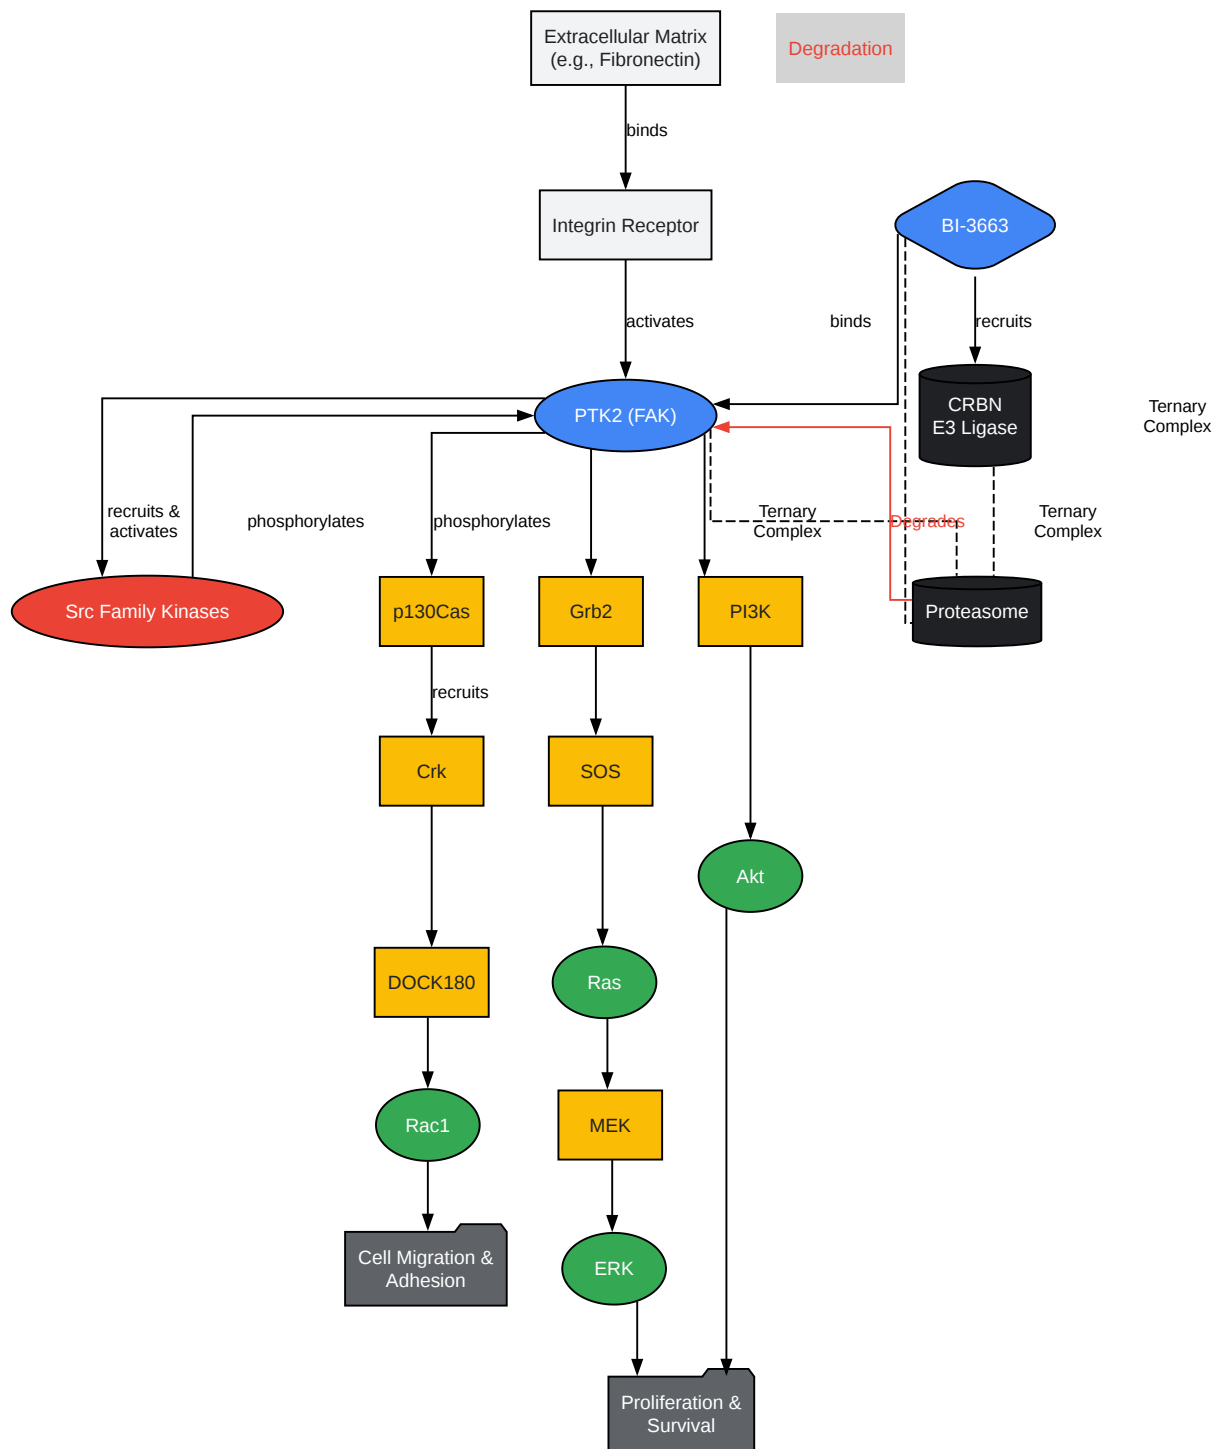 Extracellular Matrix
(e.g., Fibronectin)
Degradation
binds
Integrin Receptor
BI-3663
activates
binds
recruits
PTK2 (FAK)
CRBN
E3 Ligase
Ternary
Complex
recruits &
activates
phosphorylates
phosphorylates
Ternary
Complex
Degrades
Ternary
Complex
Src Family Kinases
p130Cas
Grb2
PI3K
Proteasome
recruits
Crk
SOS
Akt
DOCK180
Ras
Rac1
MEK
Cell Migration &
Adhesion
ERK
Proliferation &
Survival